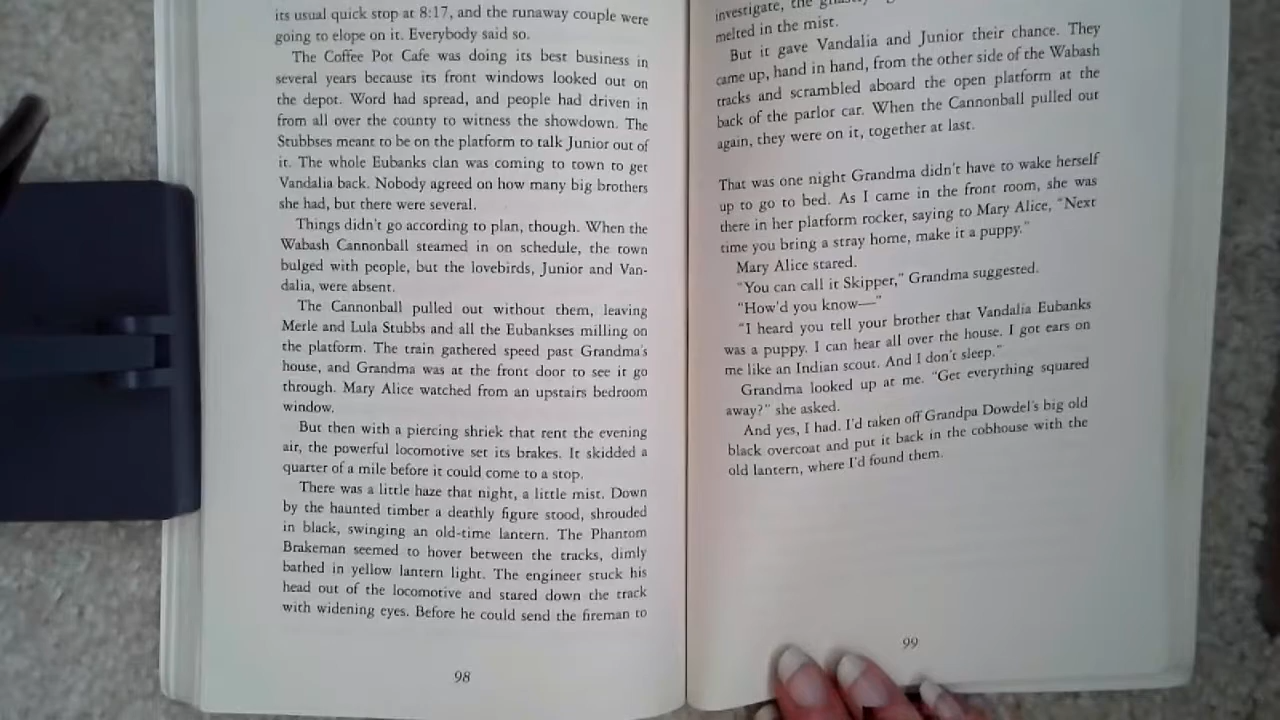 its usual quick stop at 8:17, and the runaway couple were
going to elope on it. Everybody said so.
The Coffee Pot Cafe was doing its best business in
several years because its front windows looked out on
the depot. Word had spread, and people had driven in
from all over the county to witness the showdown. The
Stubbses meant to be on the platform to talk Junior out of
it. The whole Eubanks clan was coming to town to get
Vandalia back. Nobody agreed on how many big brothers
she had, but there were several.
Things didn't go according to plan, though. When the
Wabash Cannonball steamed in on schedule, the town
bulged with people, but the lovebirds, Junior and Van-
dalia, were absent.
The Cannonball pulled out without them, leaving
Merle and Lula Stubbs and all the Eubankses milling on
the platform. The train gathered speed past Grandma's
house, and Grandma was at the front door to see it go
through. Mary Alice watched from an upstairs bedroom
window.
But then with a piercing shriek that rent the evening
air, the powerful locomotive set its brakes. It skidded a
quarter of a mile before it could come to a stop.
There was a little haze that night, a little mist. Down
by the haunted timber a deathly figure stood, shrouded
in black, swinging an old-time lantern. The Phantom
Brakeman seemed to hover between the tracks, dimly
bathed in yellow lantern light. The engineer stuck his
head out of the locomotive and stared down the track
with widening eyes. Before he could send the fireman to
98
investigate, the
melted in the mist.
But it gave Vandalia and Junior their chance. They
came up, hand in hand, from the other side of the Wabash
tracks and scrambled aboard the open platform at the
back of the parlor car. When the Cannonball pulled out
again, they were on it, together at last.
That was one night Grandma didn't have to wake herself
up to go to bed. As I came in the front room, she was
there in her platform rocker, saying to Mary Alice, "Next
time you bring a stray home, make it a puppy."
Mary Alice stared.
"You can call it Skipper," Grandma suggested.
"How'd you know—"
"I heard you tell your brother that Vandalia Eubanks
was a puppy. I can hear all over the house. I got ears on
me like an Indian scout. And I don't sleep."
Grandma looked up at me. "Get everything squared
away?" she asked.
And yes, I had. I'd taken off Grandpa Dowdel's big old
black overcoat and put it back in the cobhouse with the
old lantern, where I'd found them.
99